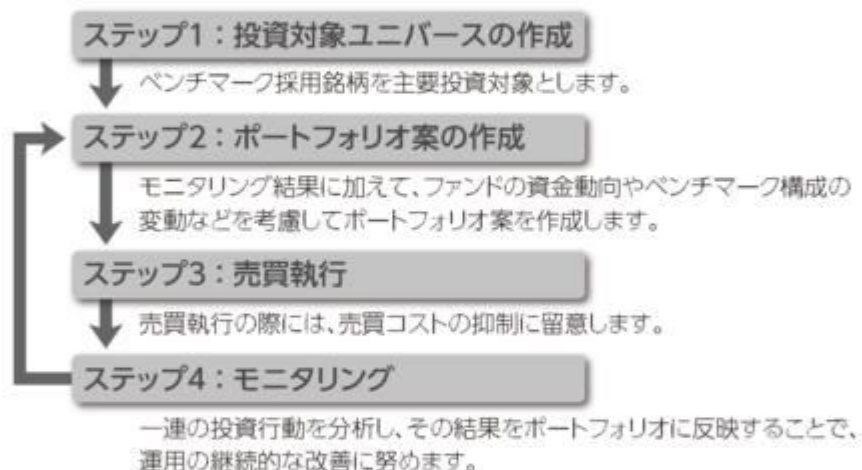 ステップ1：投資対象ユニバースの作成
ベンチマーク採用銘柄を主要投資対象とします。
ステップ2：ポートフォリオ案の作成
モニタリング結果に加えて、ファンドの資金動向やベンチマーク構成の
変動などを考慮してポートフォリオ案を作成します。
ステップ3：売買執行
売買執行の際には、売買コストの抑制に留意します。
ステップ4：モニタリング
一連の投資行動を分析し、その結果をポートフォリオに反映することで、
運用の継続的な改善に努めます。